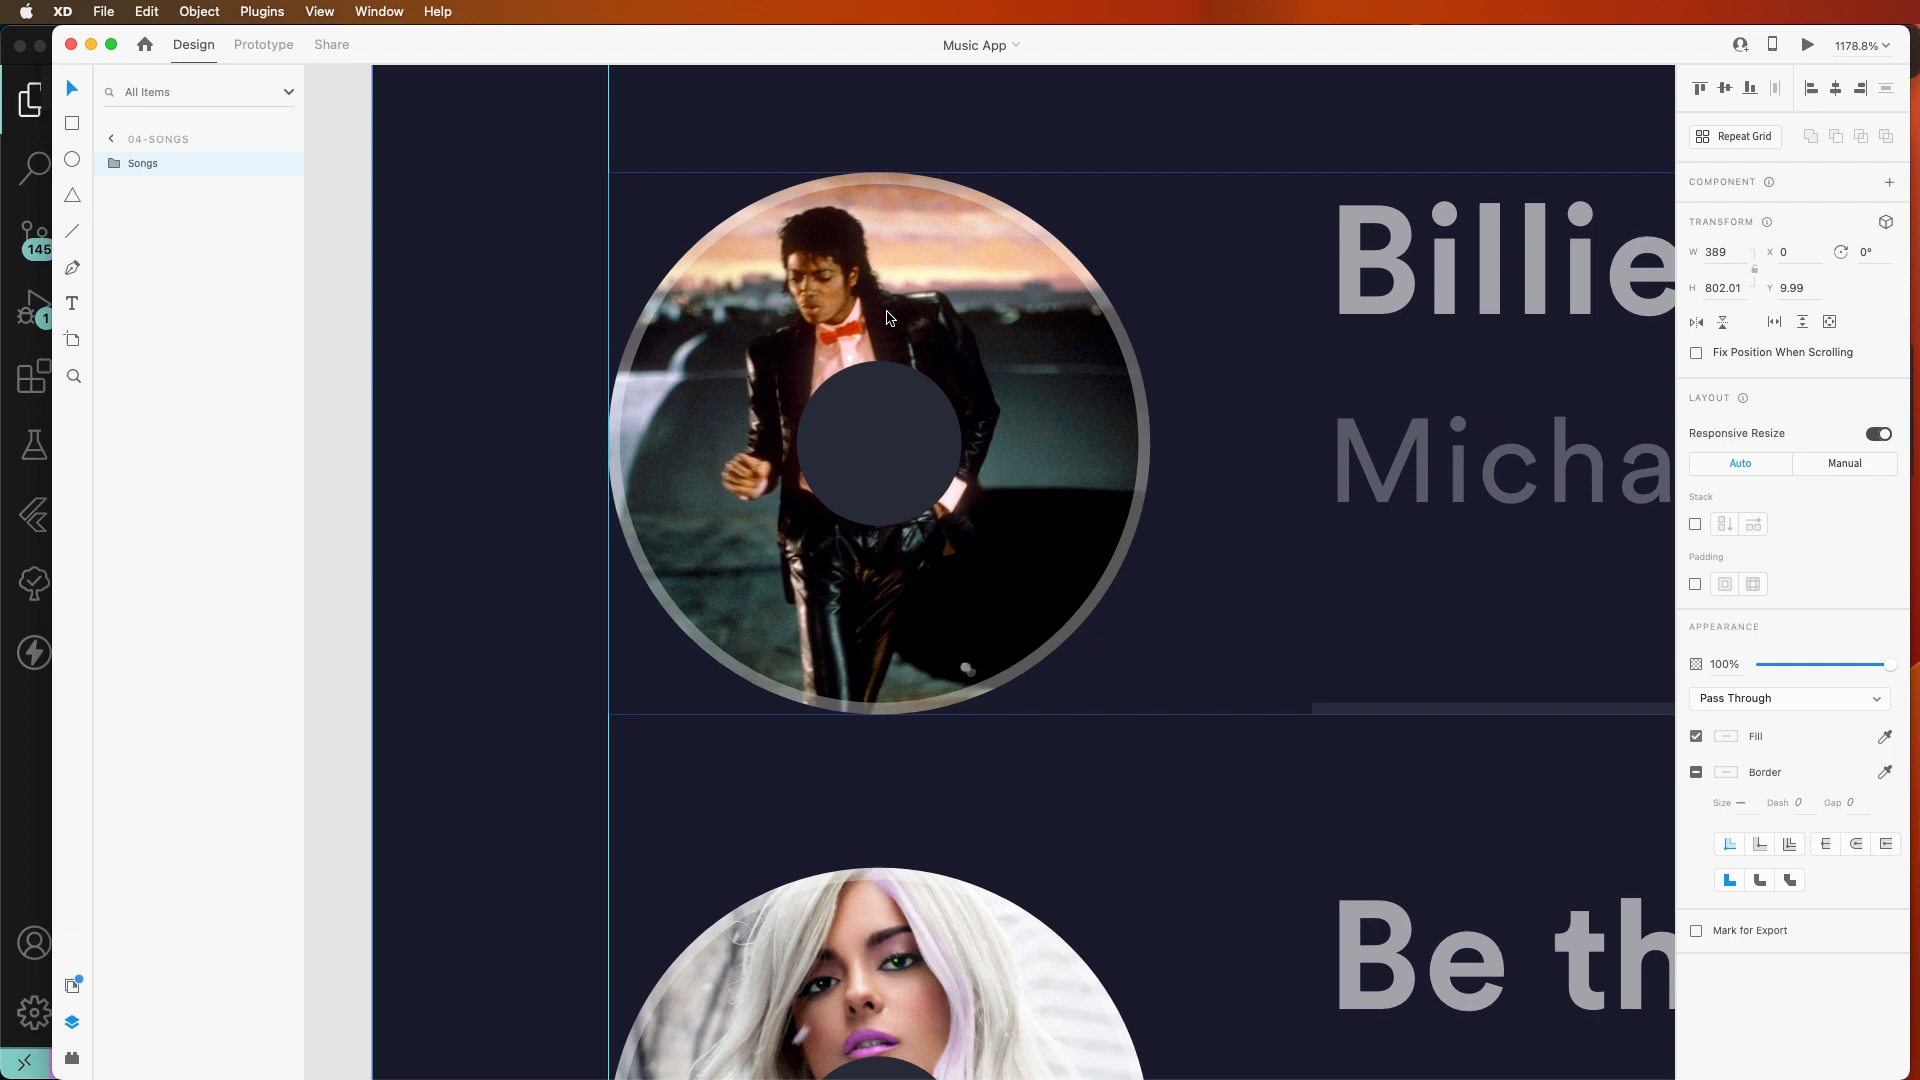 XD File Edit Object Plugins View Window Help
Design Prototype Share
Music App
1178.8%
All Items
04-SONGS
Songs
145
1
Billie
Micha
Be th
Repeat Grid
COMPONENT
TRANSFORM
W 389 X 0 0°
H 802.01 Y 9.99
Fix Position When Scrolling
LAYOUT
Responsive Resize
Auto Manual
Stack
Padding
APPEARANCE
100%
Pass Through
Fill
Border
Size — Dash 0 Gap 0
Mark for Export